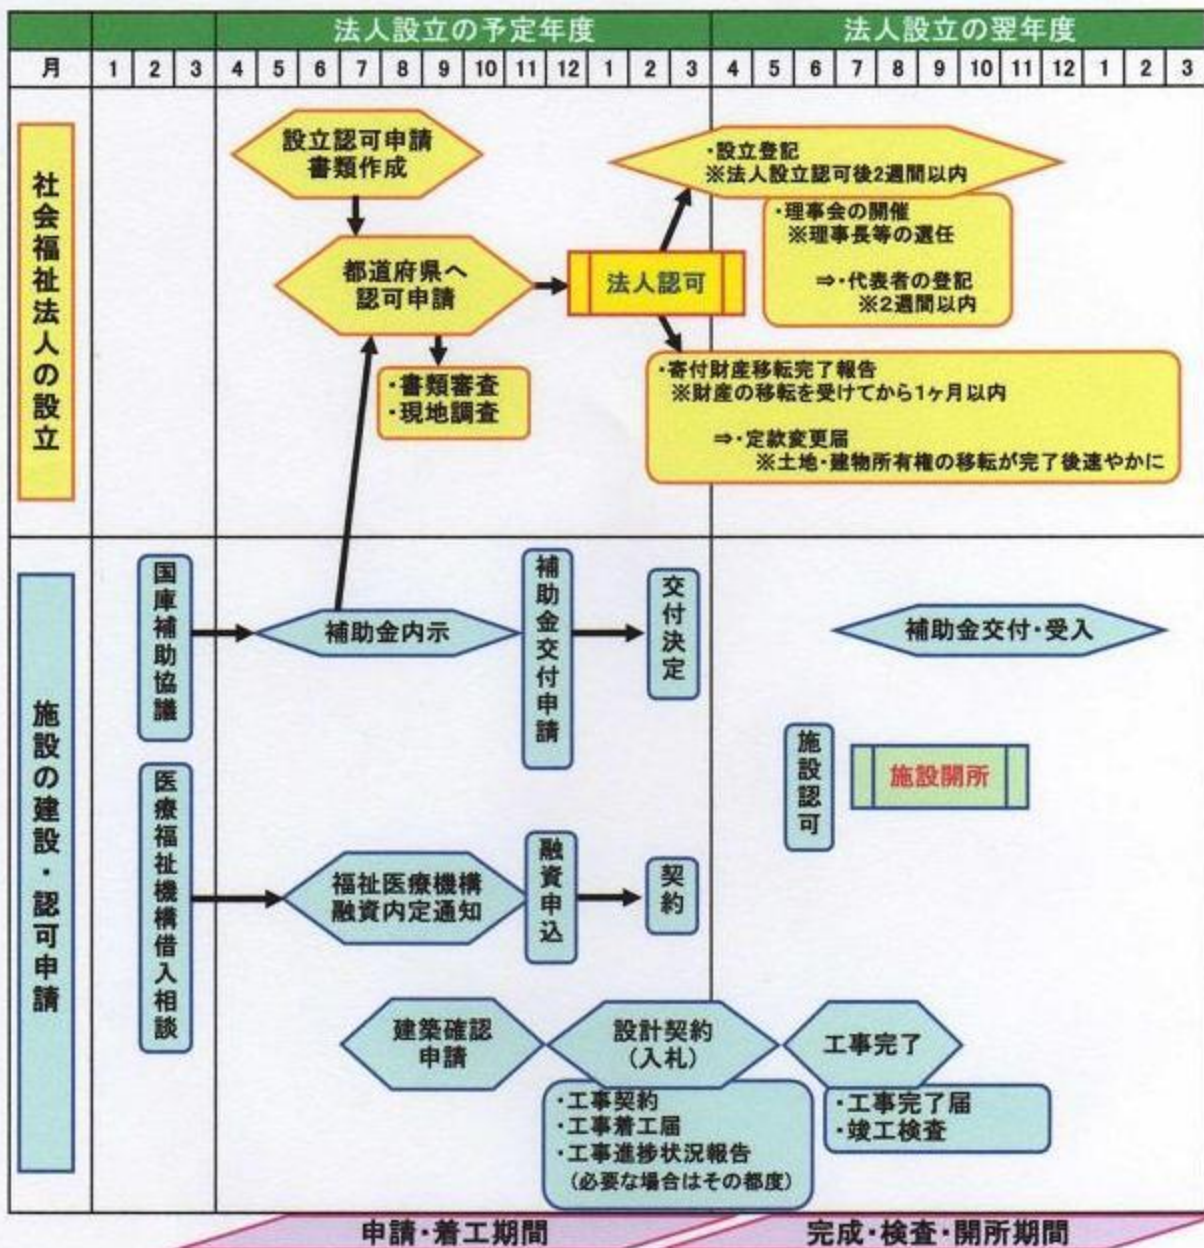 法人設立の予定年度 法人設立の翌年度
月 1 2 3 4 5 6 7 8 9 10 11 12 1 2 3 4 5 6 7 8 9 10 11 12 1 2 3
社会福祉法人の設立
設立認可申請
書類作成
・設立登記
※法人設立認可後2週間以内
・理事会の開催
※理事長等の選任
⇒・代表者の登記
※2週間以内
都道府県へ
認可申請
法人認可
・書類審査
・現地調査
・寄付財産移転完了報告
※財産の移転を受けてから1ヶ月以内
⇒・定款変更届
※土地・建物所有権の移転が完了後速やかに
施設の建設・認可申請
国庫補助協議
補助金内示
補助金交付申請
交付決定
補助金交付・受入
施設認可
施設開所
医療福祉機構借入相談
福祉医療機構
融資内定通知
融資申込
契約
建築確認
申請
設計契約
(入札)
工事完了
・工事契約
・工事着工届
・工事進捗状況報告
(必要な場合はその都度)
・工事完了届
・竣工検査
申請・着工期間 完成・検査・開所期間